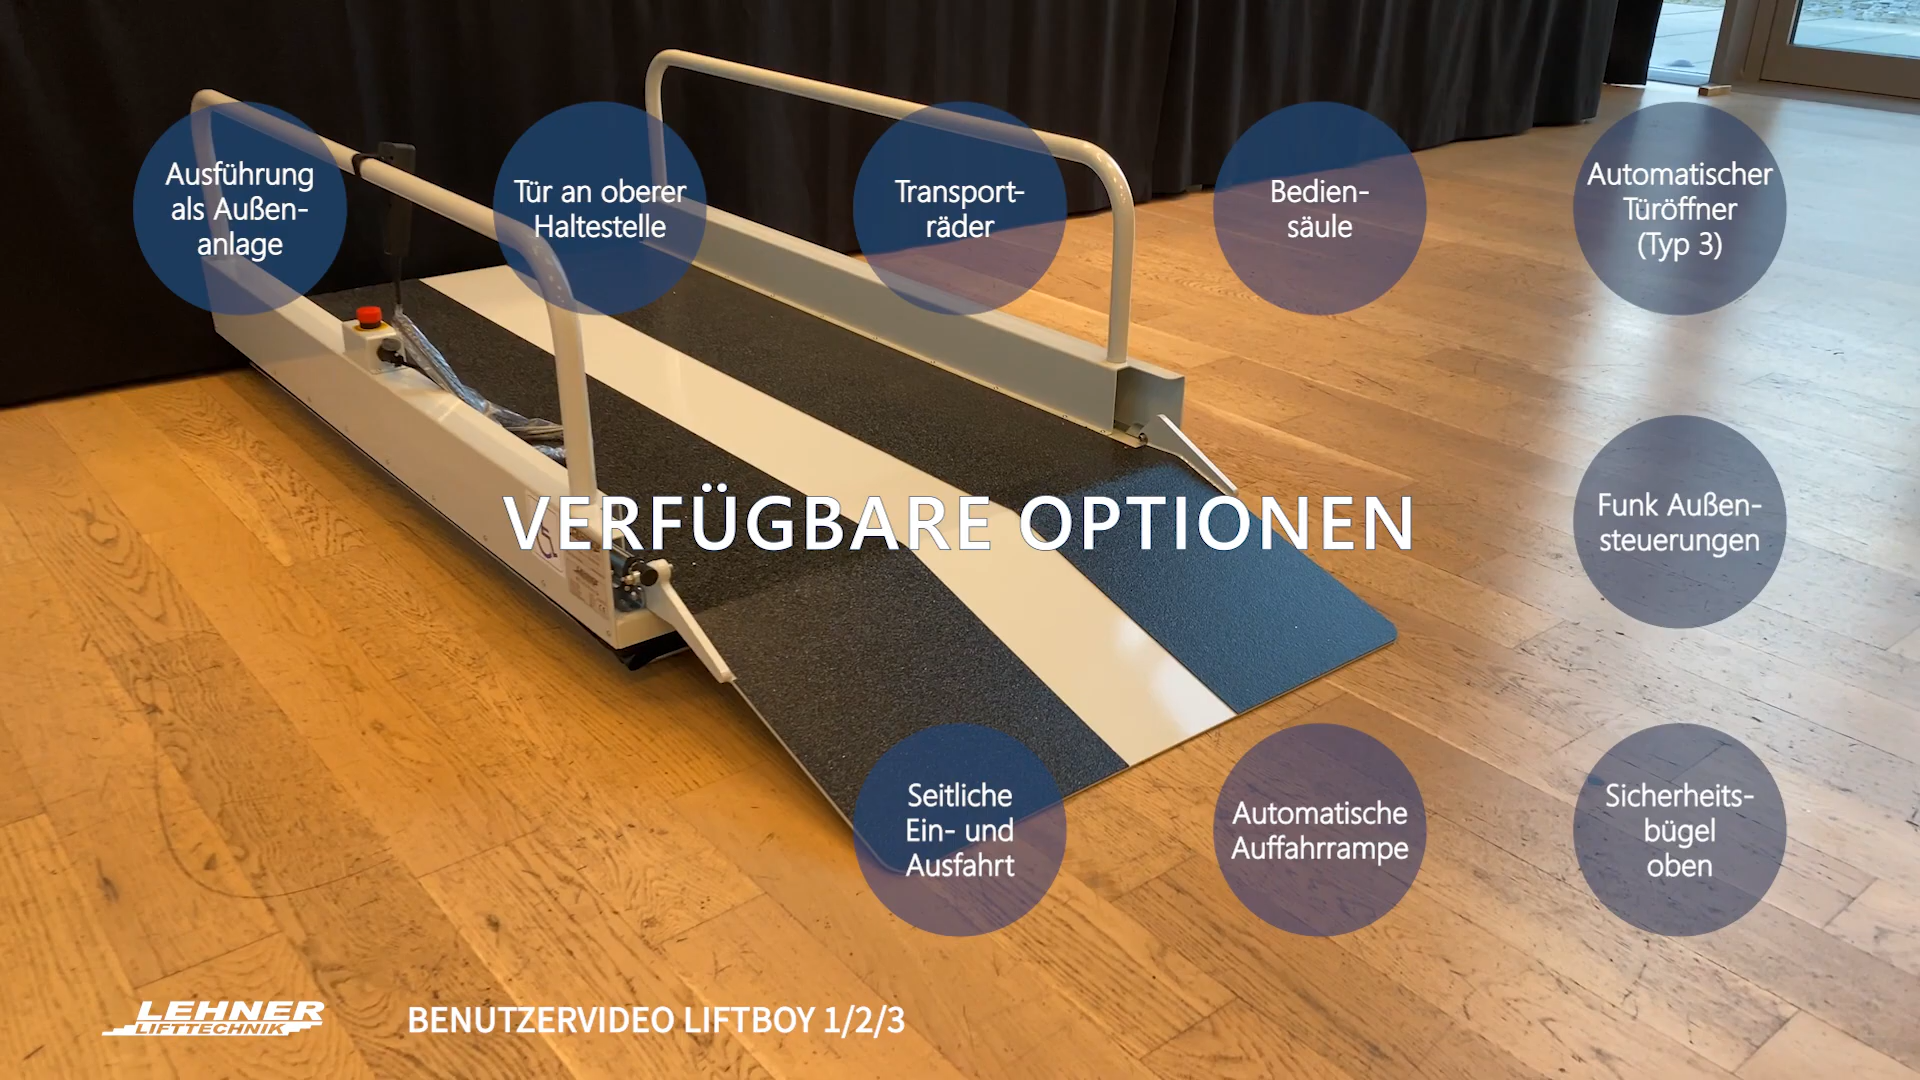 Ausführung
als Außen-
anlage
Tür an oberer
Haltestelle
Transport-
räder
Bedien-
säule
Automatischer
Türöffner
(Typ 3)
VERFÜGBARE OPTIONEN
Funk Außen-
steuerungen
Seitliche
Ein- und
Ausfahrt
Automatische
Auffahrrampe
Sicherheits-
bügel
oben
LEHNER
LIFTTECHNIK
BENUTZERVIDEO LIFTBOY 1/2/3